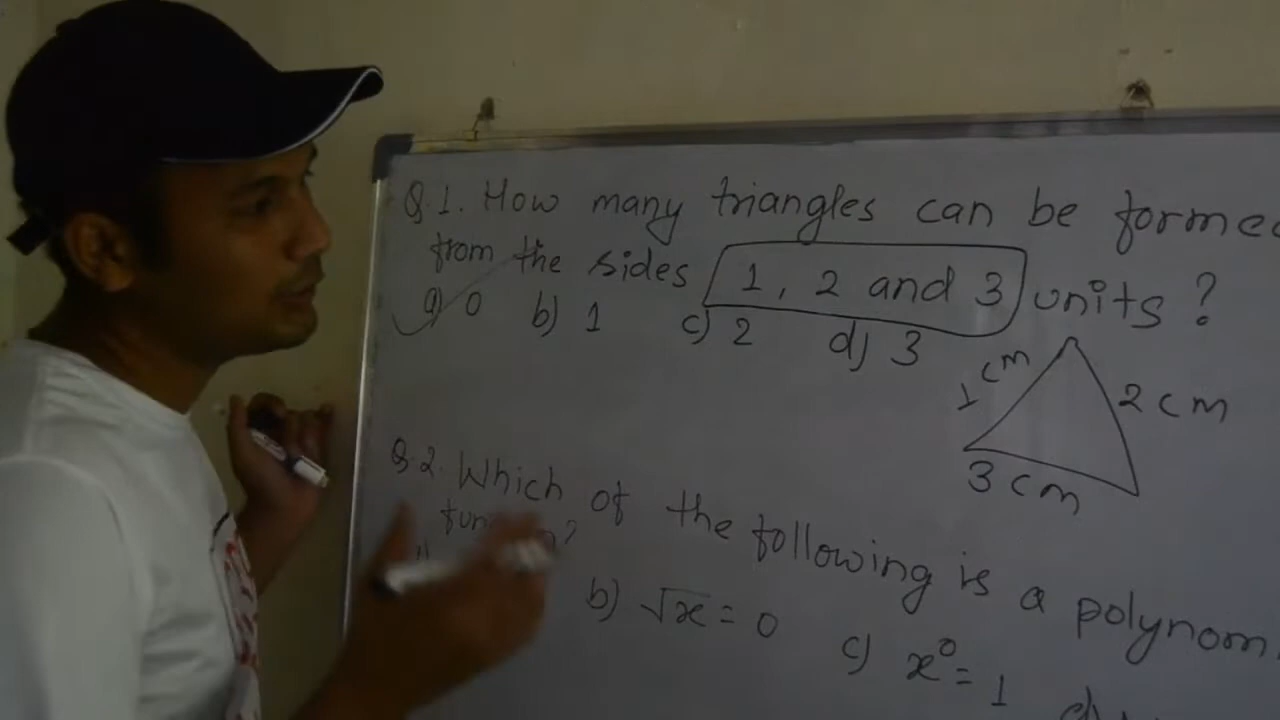 Q.1. How many triangles can be forme
from the sides 1, 2 and 3 units?
a) 0 b) 1 c) 2 d) 3
1 cm
2 cm
3 cm
Q.2. Which of the following is a polynom
b) √x = 0 c) x⁰ = 1